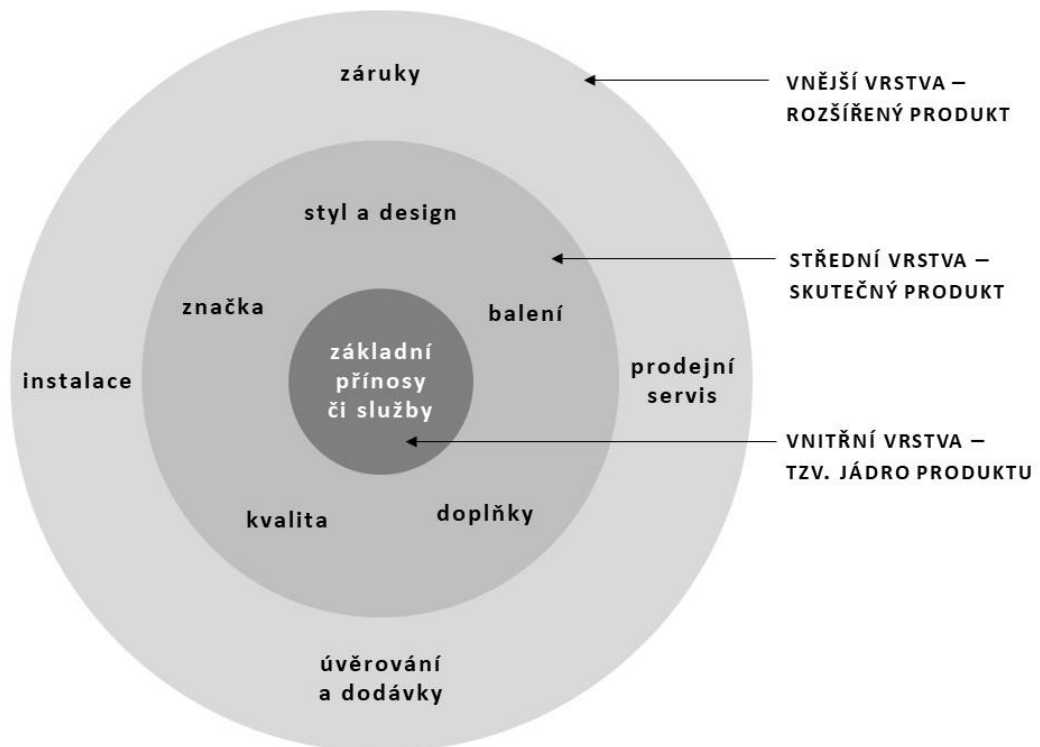 záruky
VNĚJŠÍ VRSTVA –
ROZŠÍŘENÝ PRODUKT
styl a design
STŘEDNÍ VRSTVA –
SKUTEČNÝ PRODUKT
značka
balení
základní
přínosy
či služby
instalace
prodejní
servis
VNITŘNÍ VRSTVA –
TZV. JÁDRO PRODUKTU
kvalita
doplňky
úvěrování
a dodávky